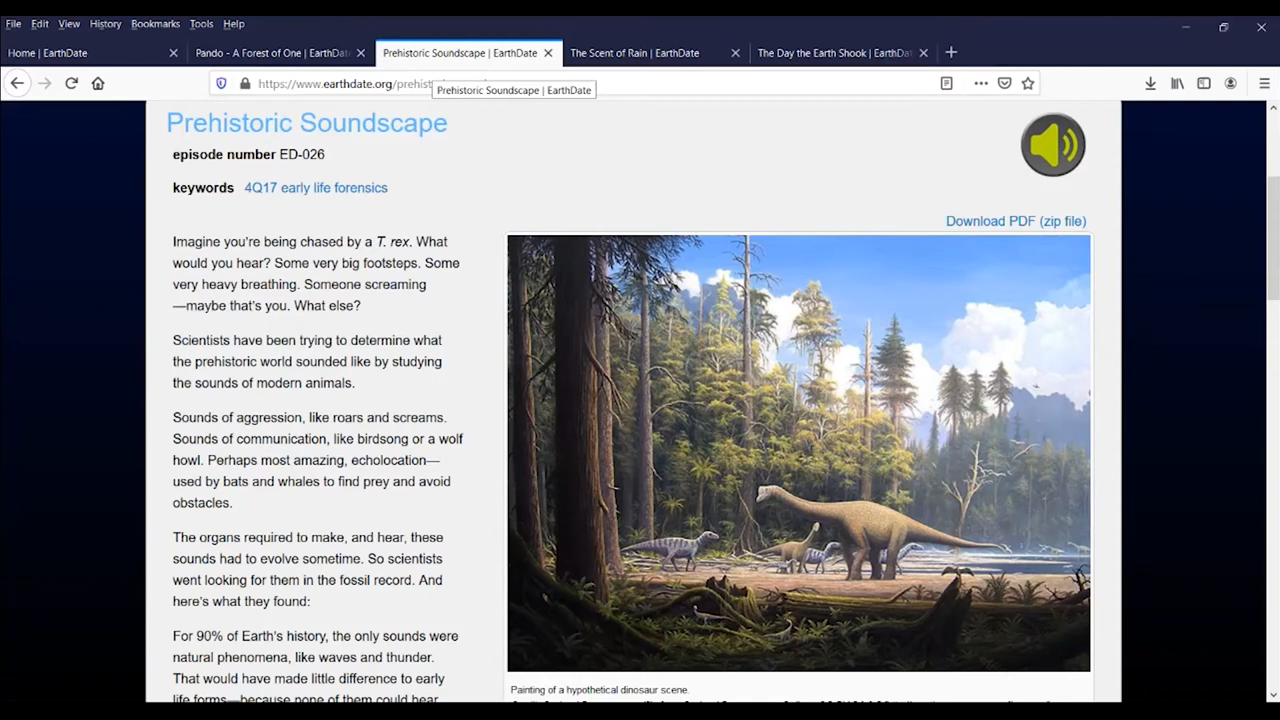 File Edit View History Bookmarks Tools Help
Home | EarthDate
Pando - A Forest of One | EarthDat
Prehistoric Soundscape | EarthDate
The Scent of Rain | EarthDate
The Day the Earth Shook | EarthDat
https://www.earthdate.org/prehist
Prehistoric Soundscape | EarthDate
Prehistoric Soundscape
episode number ED-026
keywords 4Q17 early life forensics
Download PDF (zip file)
Imagine you're being chased by a T. rex. What
would you hear? Some very big footsteps. Some
very heavy breathing. Someone screaming
—maybe that's you. What else?
Scientists have been trying to determine what
the prehistoric world sounded like by studying
the sounds of modern animals.
Sounds of aggression, like roars and screams.
Sounds of communication, like birdsong or a wolf
howl. Perhaps most amazing, echolocation—
used by bats and whales to find prey and avoid
obstacles.
The organs required to make, and hear, these
sounds had to evolve sometime. So scientists
went looking for them in the fossil record. And
here's what they found:
For 90% of Earth's history, the only sounds were
natural phenomena, like waves and thunder.
That would have made little difference to early
life forms—because none of them could hear
Painting of a hypothetical dinosaur scene.